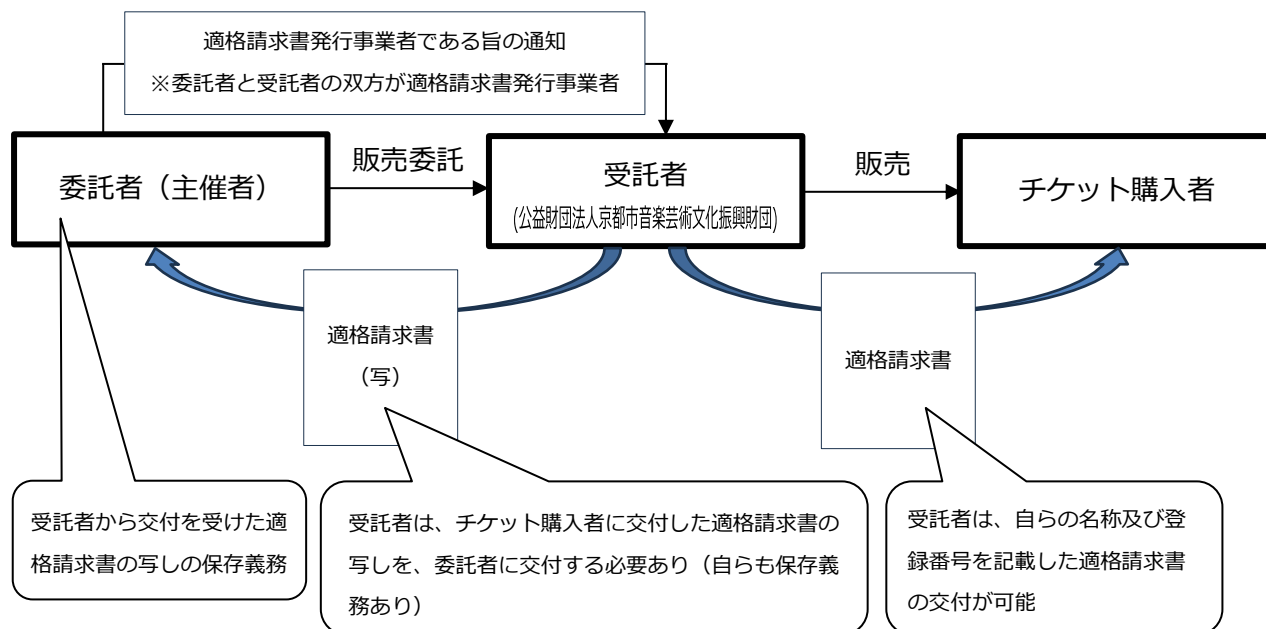 適格請求書発行事業者である旨の通知
※委託者と受託者の双方が適格請求書発行事業者
委託者（主催者）
販売委託
受託者
(公益財団法人京都市音楽芸術文化振興財団)
販売
チケット購入者
適格請求書
（写）
適格請求書
受託者から交付を受けた適
格請求書の写しの保存義務
受託者は、チケット購入者に交付した適格請求書の
写しを、委託者に交付する必要あり（自らも保存義
務あり）
受託者は、自らの名称及び登
録番号を記載した適格請求書
の交付が可能